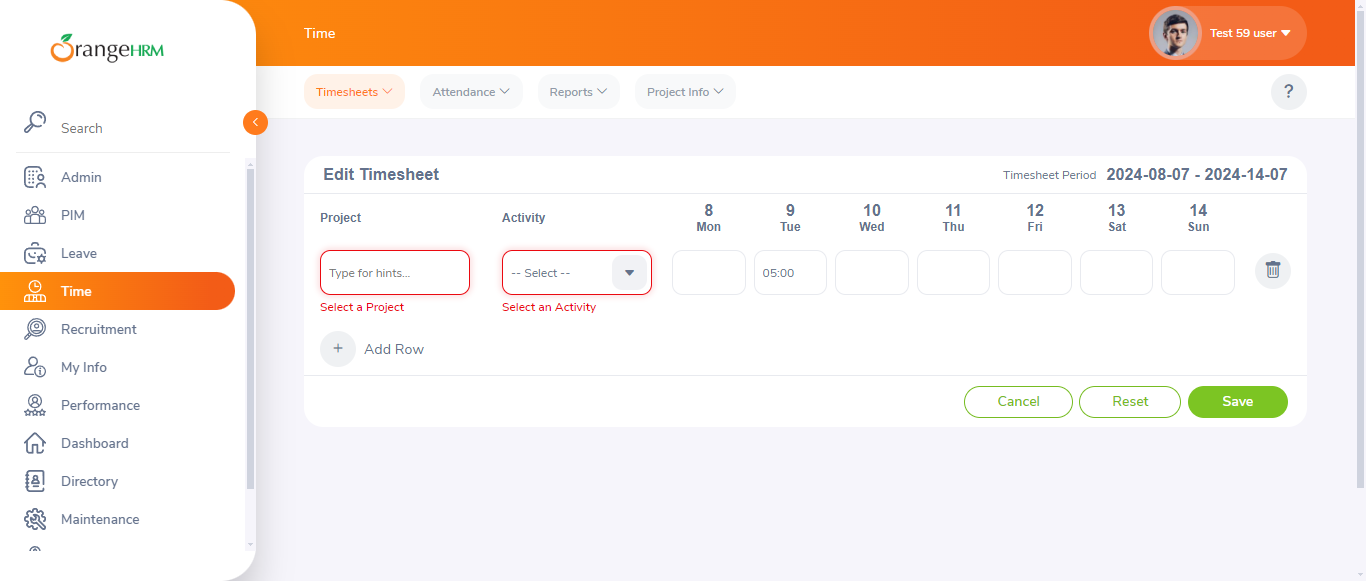 OrangeHRM
Time
Test 59 user
Timesheets
Attendance
Reports
Project Info
?
Search
Admin
PIM
Leave
Time
Recruitment
My Info
Performance
Dashboard
Directory
Maintenance
Edit Timesheet
Timesheet Period 2024-08-07 - 2024-14-07
Project Activity 8 Mon 9 Tue 10 Wed 11 Thu 12 Fri 13 Sat 14 Sun
Type for hints... -- Select -- 05:00
Select a Project Select an Activity
+ Add Row
Cancel Reset Save